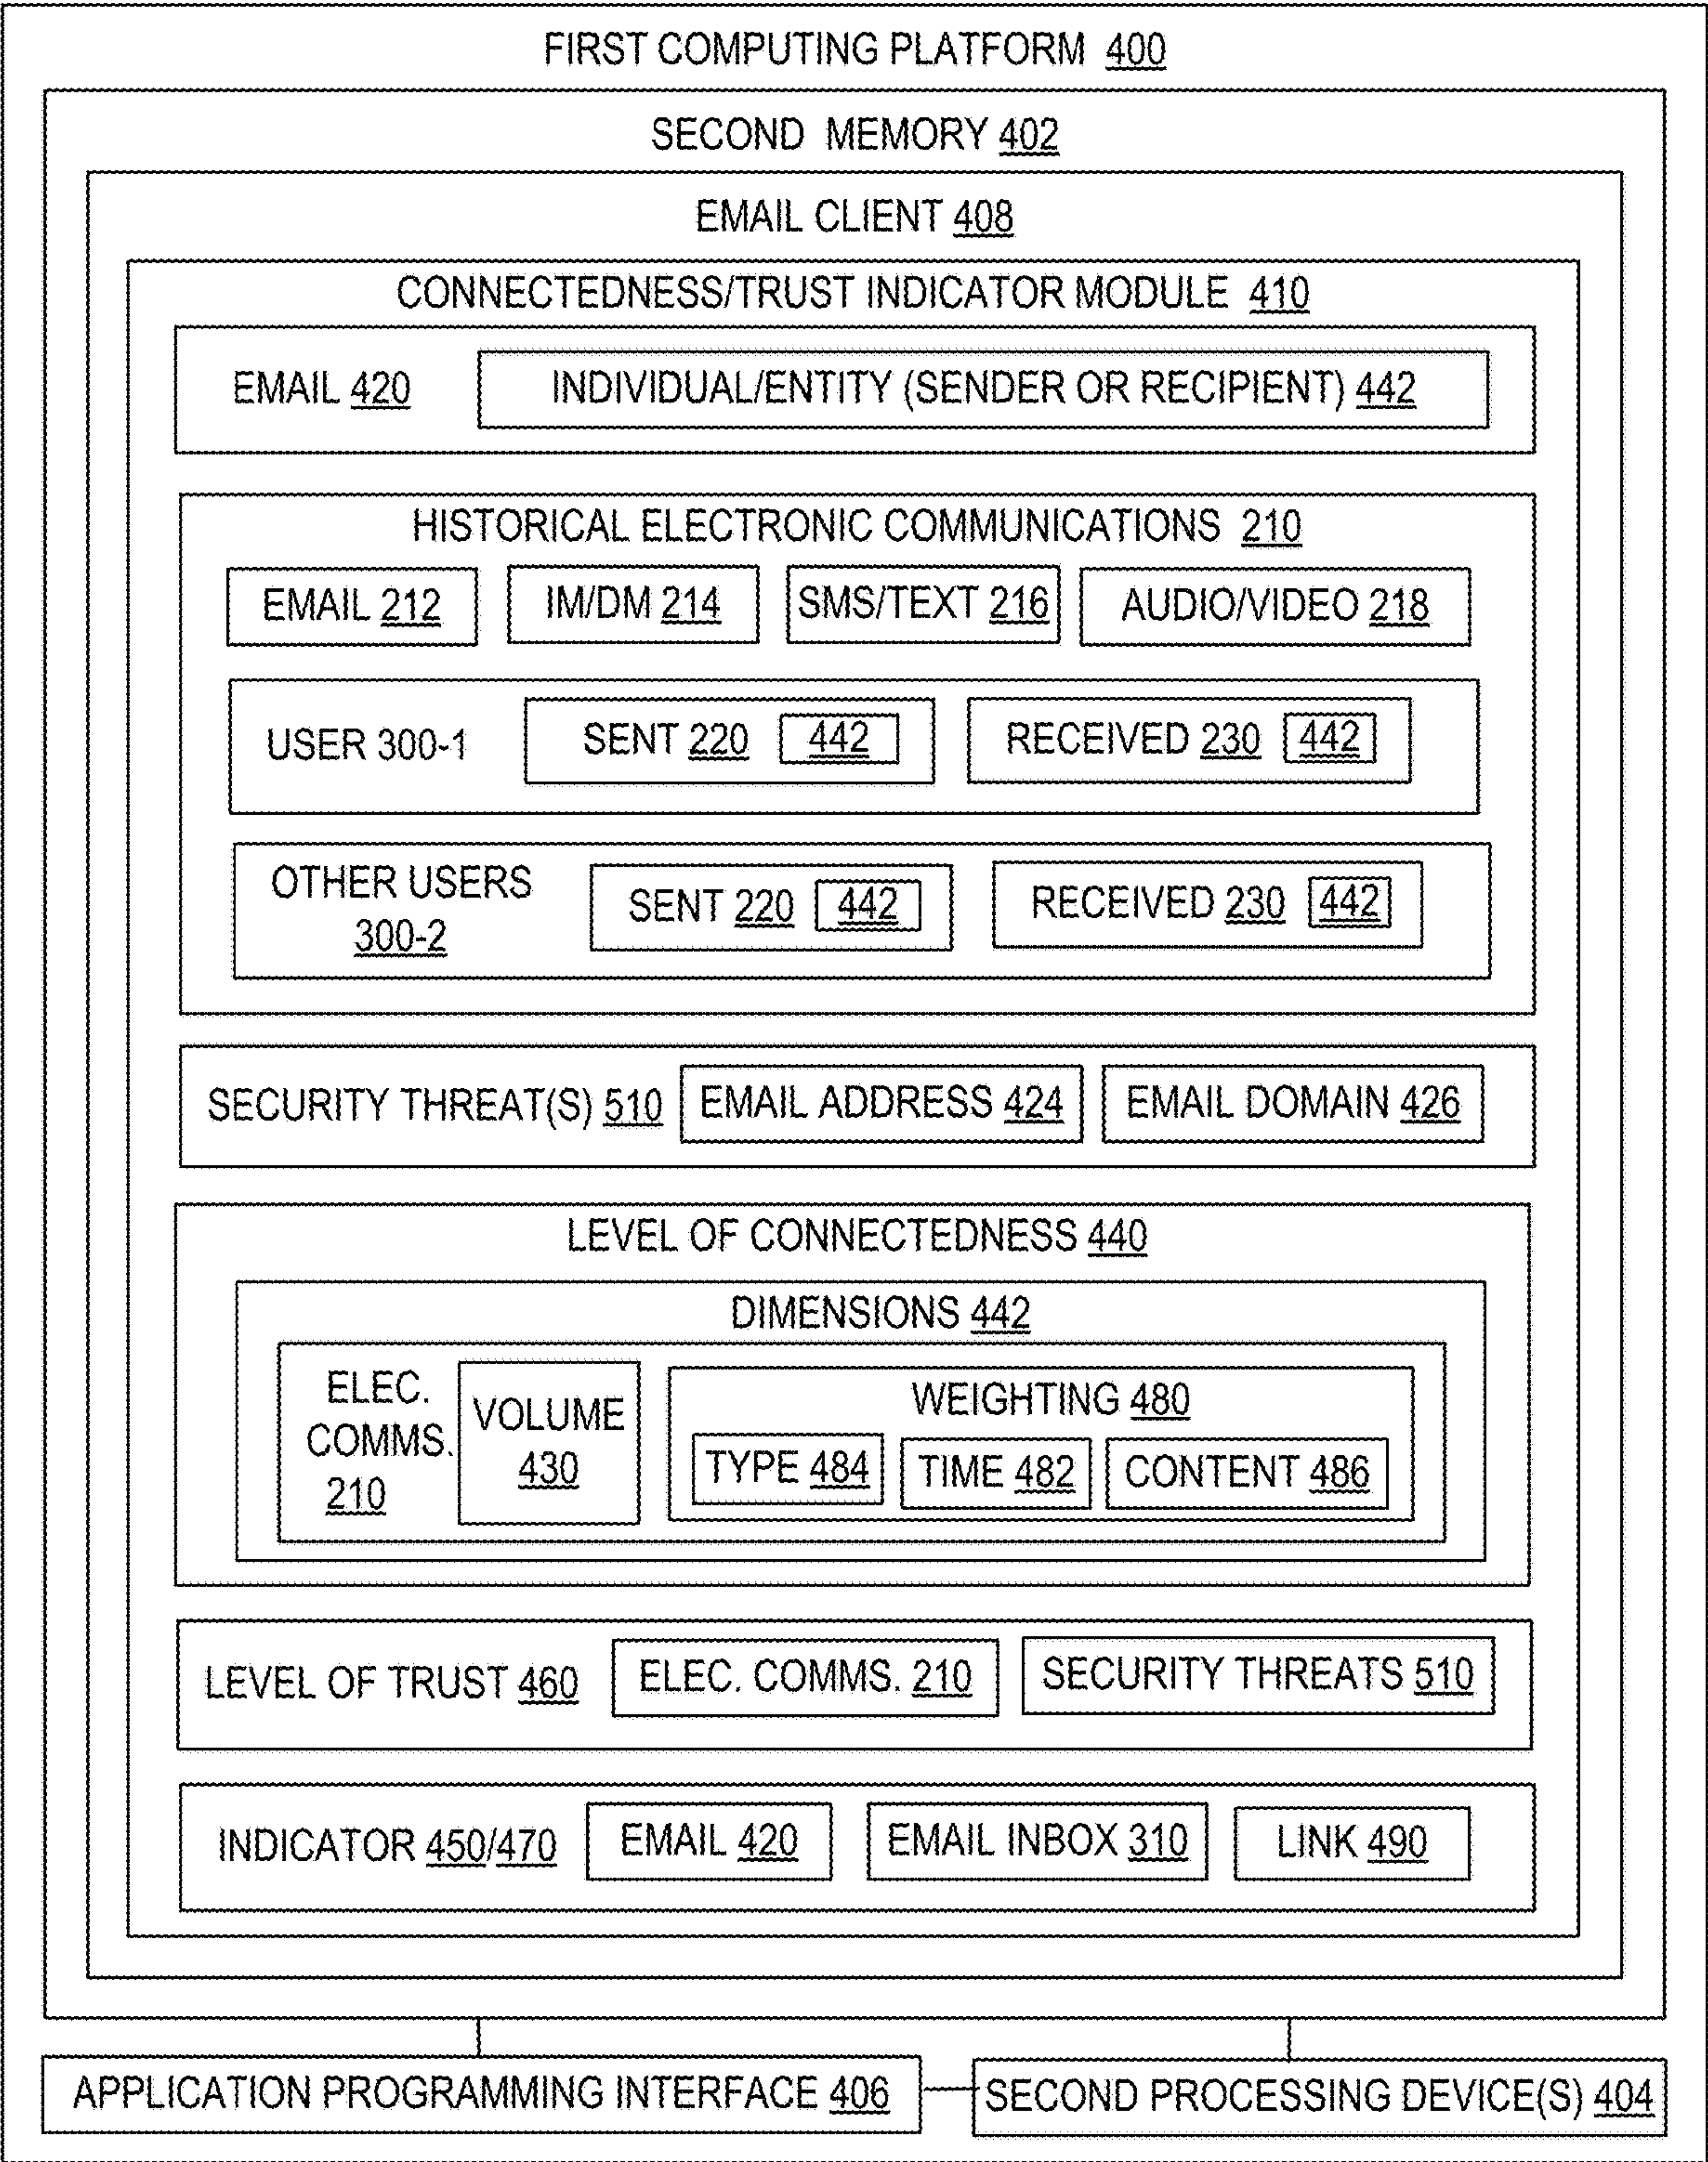 FIRST COMPUTING PLATFORM 400
SECOND MEMORY 402
EMAIL CLIENT 408
CONNECTEDNESS/TRUST INDICATOR MODULE 410
EMAIL 420 INDIVIDUAL/ENTITY (SENDER OR RECIPIENT) 442
HISTORICAL ELECTRONIC COMMUNICATIONS 210
EMAIL 212 IM/DM 214 SMS/TEXT 216 AUDIO/VIDEO 218
USER 300-1 SENT 220 442 RECEIVED 230 442
OTHER USERS
300-2
SENT 220 442 RECEIVED 230 442
SECURITY THREAT(S) 510 EMAIL ADDRESS 424 EMAIL DOMAIN 426
LEVEL OF CONNECTEDNESS 440
DIMENSIONS 442
ELEC.
COMMS.
210
VOLUME
430
WEIGHTING 480
TYPE 484 TIME 482 CONTENT 486
LEVEL OF TRUST 460 ELEC. COMMS. 210 SECURITY THREATS 510
INDICATOR 450/470 EMAIL 420 EMAIL INBOX 310 LINK 490
APPLICATION PROGRAMMING INTERFACE 406 SECOND PROCESSING DEVICE(S) 404